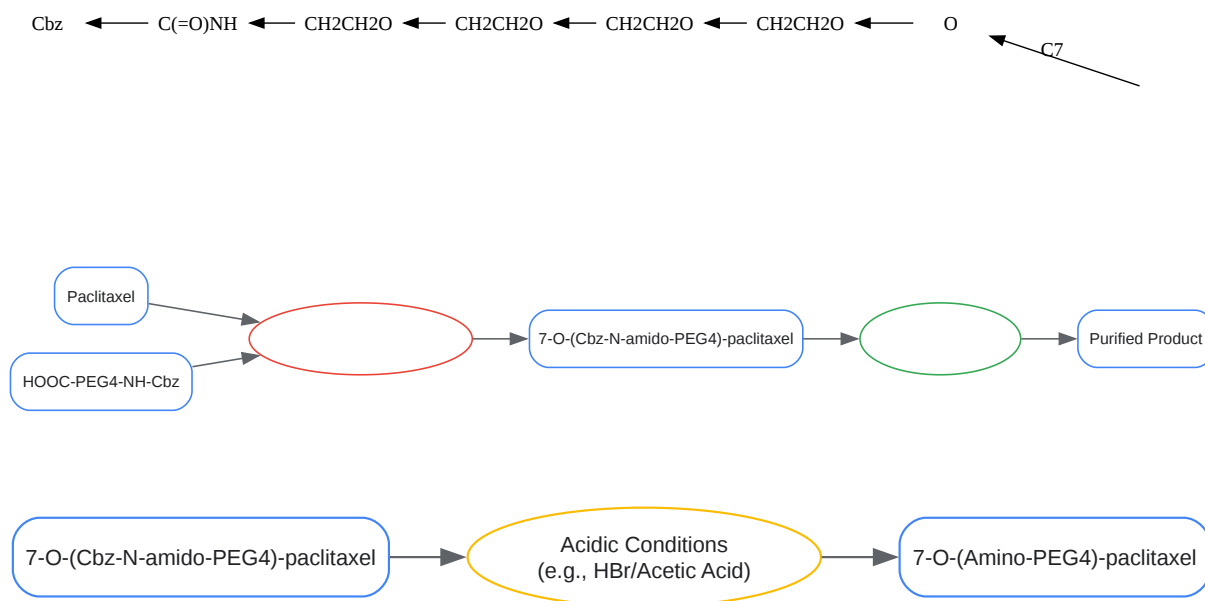 Cbz C(=O)NH CH2CH2O CH2CH2O CH2CH2O CH2CH2O O
C7
Paclitaxel
HOOC-PEG4-NH-Cbz
7-O-(Cbz-N-amido-PEG4)-paclitaxel
Purified Product
7-O-(Cbz-N-amido-PEG4)-paclitaxel
Acidic Conditions
(e.g., HBr/Acetic Acid)
7-O-(Amino-PEG4)-paclitaxel